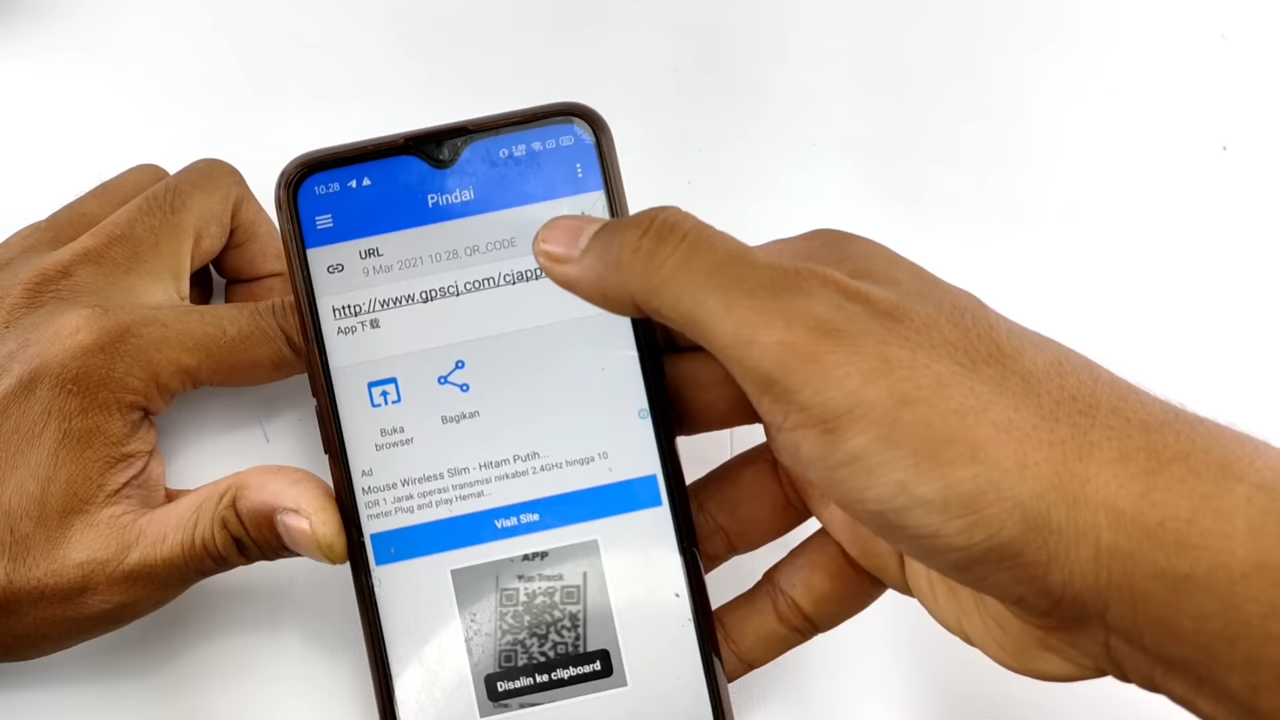 10.28
Pindai
URL
9 Mar 2021 10.28, QR_CODE
http://www.gpscj.com/cjapp
App下载
Buka
browser
Bagikan
Ad
Mouse Wireless Slim - Hitam Putih...
IDR 1 Jarak operasi transmisi nirkabel 2.4GHz hingga 10
meter.Plug and play.Hemat...
Visit Site
APP
YunTrack
Disalin ke clipboard